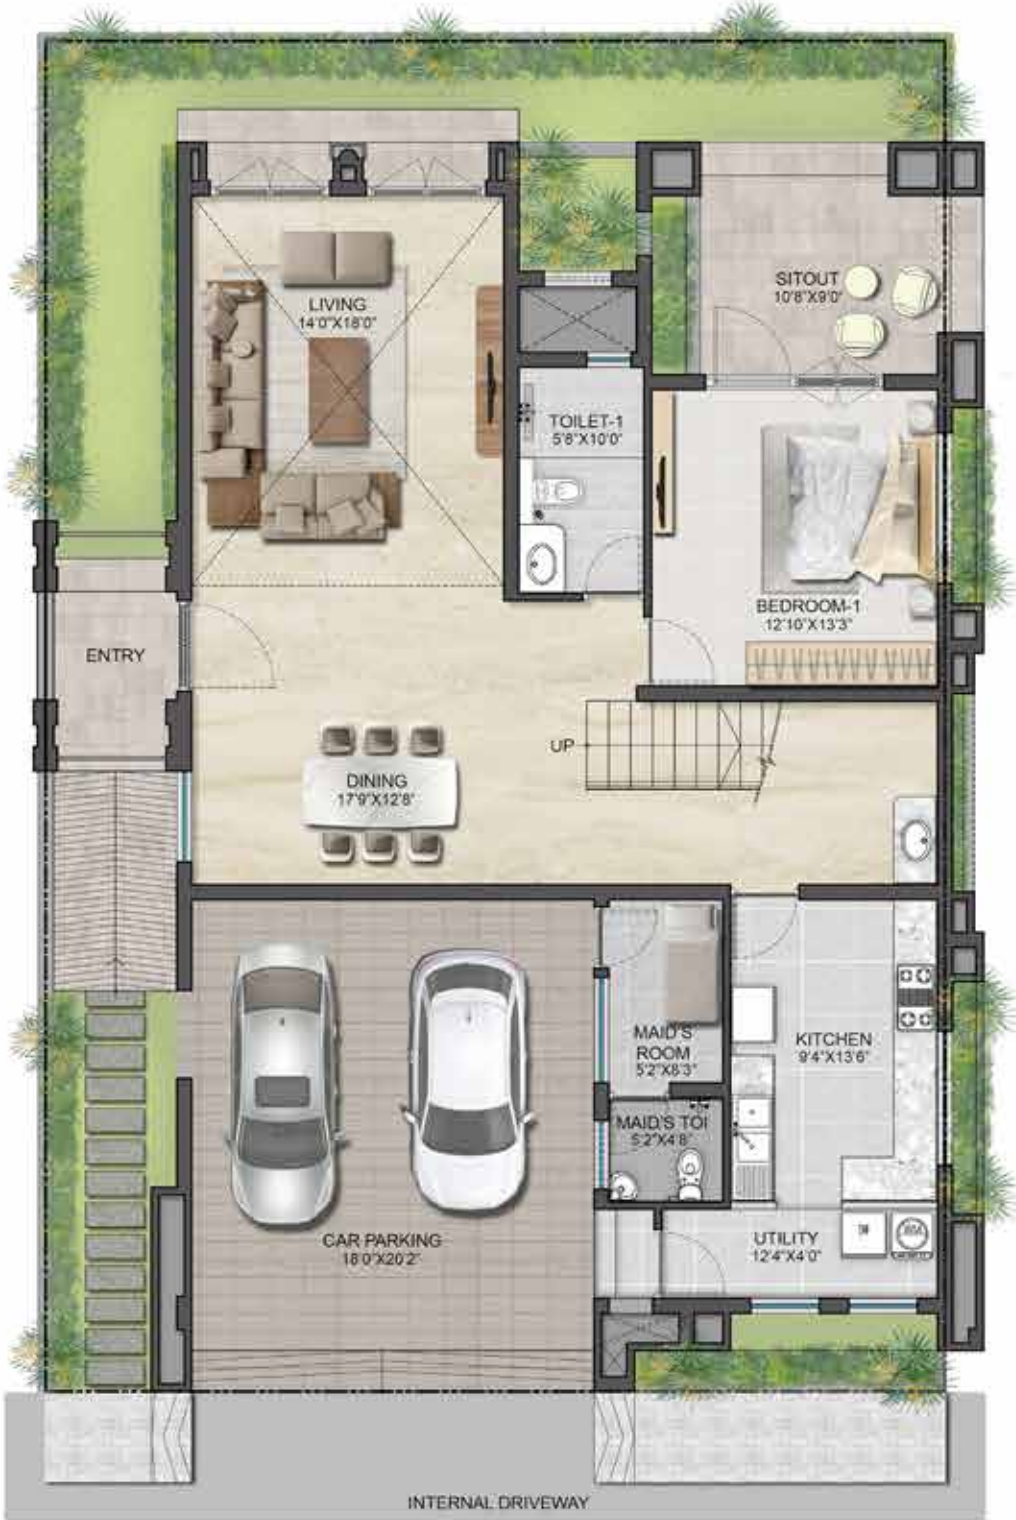 SITOUT
10'8"X9'0"
LIVING
14'0"X18'0"
TOILET-1
5'8"X10'0"
BEDROOM-1
12'10"X13'3"
ENTRY
UP
DINING
17'9"X12'8"
MAID'S
ROOM
5'2"X8'3"
KITCHEN
9'4"X13'6"
MAID'S TOI
5'2"X4'8"
CAR PARKING
18'0"X20'2"
UTILITY
12'4"X4'0"
INTERNAL DRIVEWAY